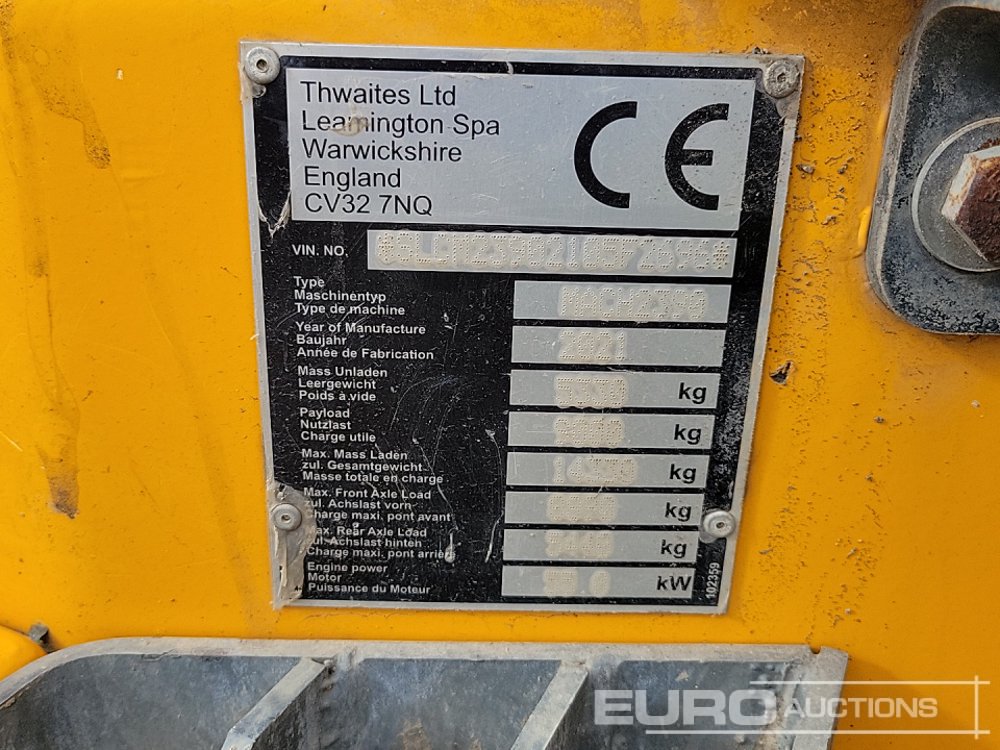 Thwaites Ltd
Leamington Spa
Warwickshire
England
CV32 7NQ
CE
VIN. NO.
Type
Maschinentyp
Type de machine
Year of Manufacture
Baujahr
Année de Fabrication
2021
Mass Unladen
Leergewicht
Poids à vide
kg
Payload
Nutzlast
Charge utile
kg
Max. Mass Laden
zul. Gesamtgewicht
Masse totale en charge
kg
Max. Front Axle Load
zul. Achslast vorn
Charge maxi. pont avant
kg
Max. Rear Axle Load
zul. Achslast hinten
Charge maxi. pont arrière
kg
Engine power
Motor
Puissance du Moteur
kW
102359
EURO AUCTIONS